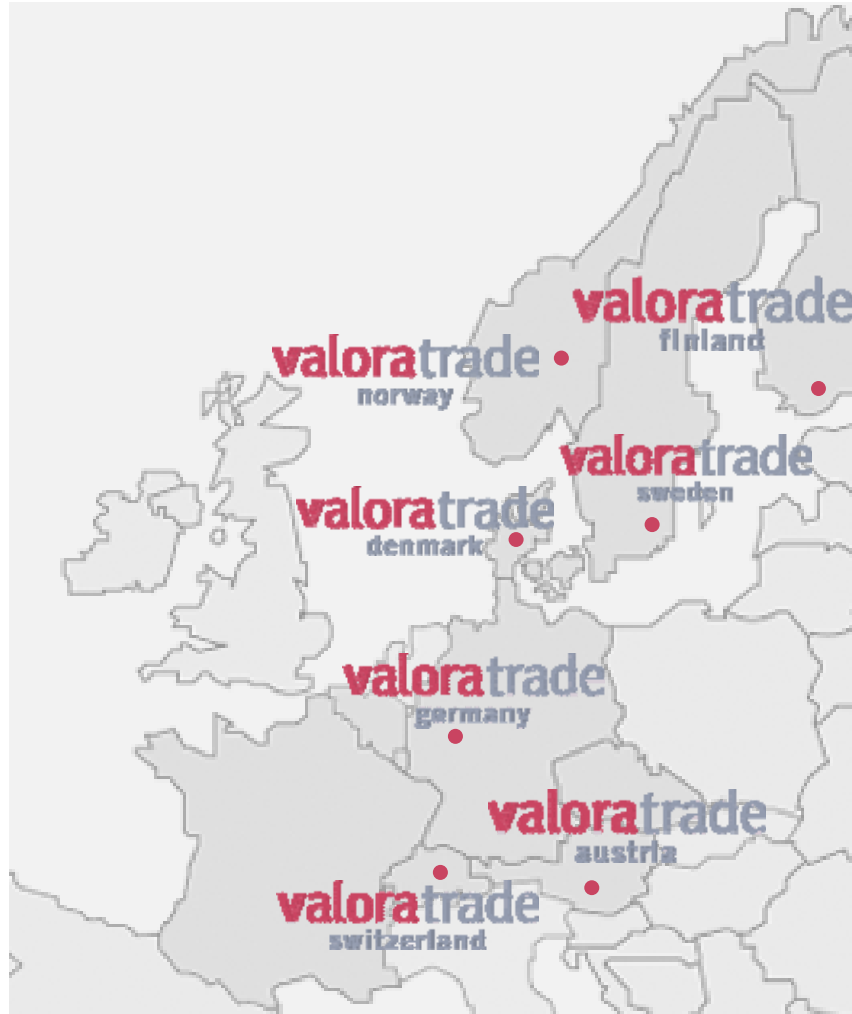 valoratrade
finland
valoratrade
norway
valoratrade
sweden
valoratrade
denmark
valoratrade
germany
valoratrade
austria
valoratrade
switzerland